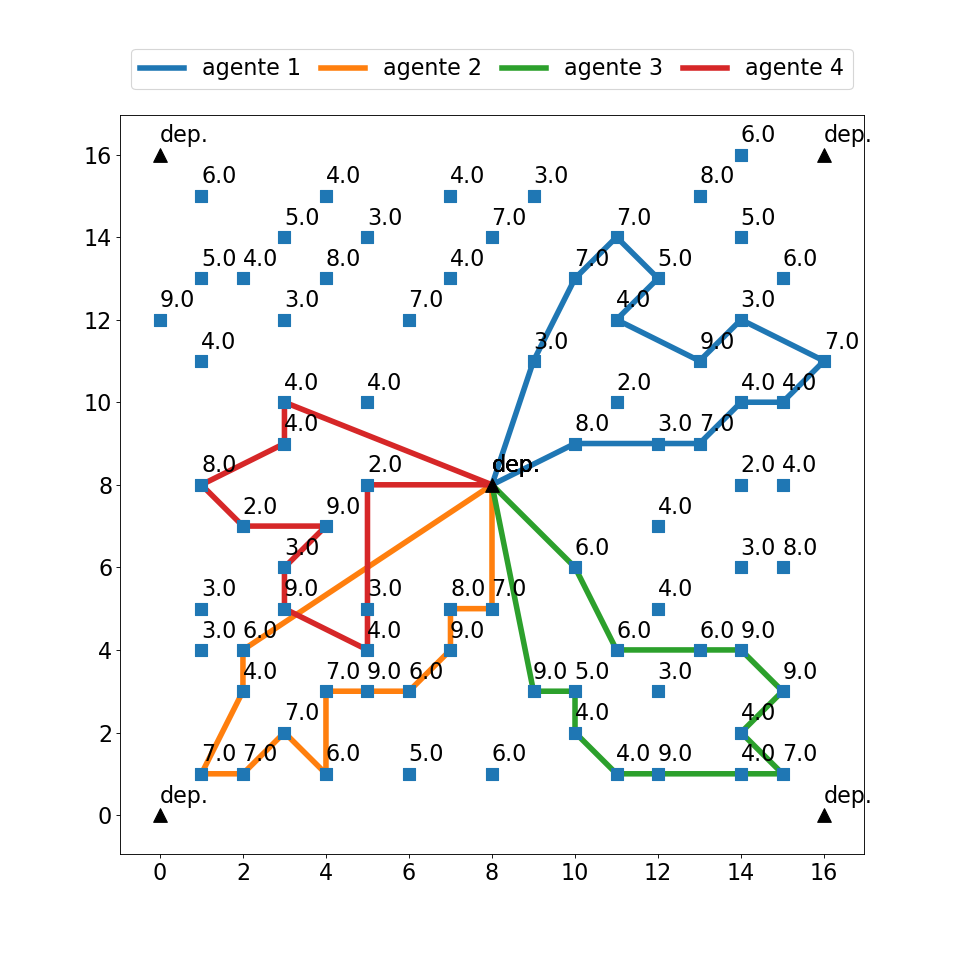 agente 1 agente 2 agente 3 agente 4
dep. 6.0 dep.
16
6.0 4.0 4.0 3.0 8.0
5.0 3.0 7.0 7.0 5.0
14
5.0 4.0 8.0 4.0 7.0 5.0 6.0
9.0 3.0 7.0 4.0 3.0
12
4.0 3.0 9.0 7.0
4.0 4.0 2.0 4.0 4.0
10
4.0 8.0 3.0 7.0
8.0 2.0 dep. 2.0 4.0
8
2.0 9.0 4.0
3.0 6.0 3.0 8.0
6
3.0 9.0 3.0 8.0 7.0 4.0
3.0 6.0 4.0 9.0 6.0 6.0 9.0
4
4.0 7.0 9.0 6.0 9.0 5.0 3.0 9.0
7.0 4.0 4.0
2
7.0 7.0 6.0 5.0 6.0 4.0 9.0 4.0 7.0
dep. dep.
0
0 2 4 6 8 10 12 14 16